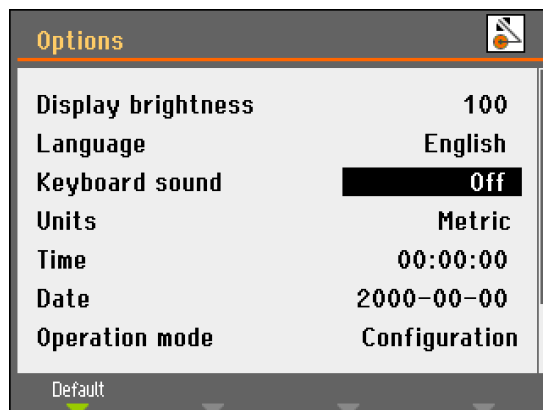 Options
Display brightness 100
Language English
Keyboard sound Off
Units Metric
Time 00:00:00
Date 2000-00-00
Operation mode Configuration
Default